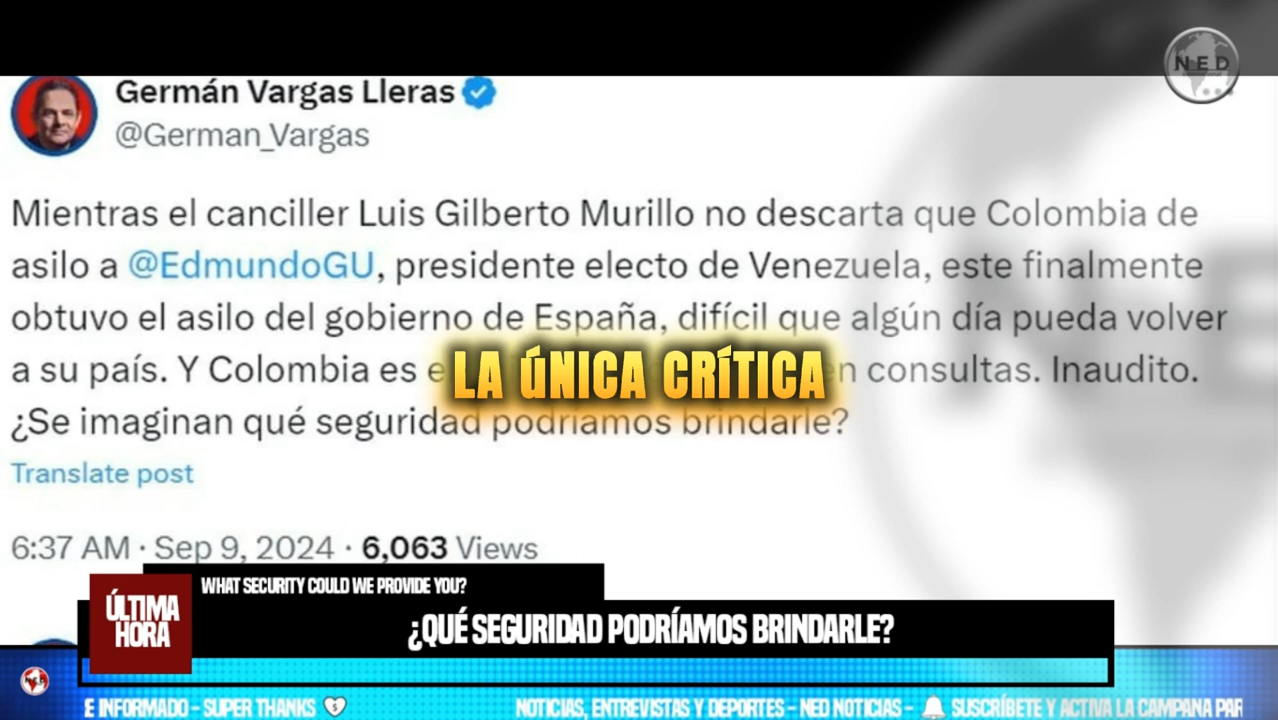 NED
Germán Vargas Lleras
@German_Vargas
Mientras el canciller Luis Gilberto Murillo no descarta que Colombia de
asilo a @EdmundoGU, presidente electo de Venezuela, este finalmente
obtuvo el asilo del gobierno de España, difícil que algún día pueda volver
a su país. Y Colombia es consultas. Inaudito.
LA ÚNICA CRÍTICA
¿Se imaginan qué seguridad podríamos brindarle?
Translate post
6:37 AM · Sep 9, 2024 · 6,063 Views
WHAT SECURITY COULD WE PROVIDE YOU?
ÚLTIMA
HORA
¿QUÉ SEGURIDAD PODRÍAMOS BRINDARLE?
E INFORMADO - SUPER THANKS NOTICIAS, ENTREVISTAS Y DEPORTES - NED NOTICIAS - SUSCRÍBETE Y ACTIVA LA CAMPANA PAR